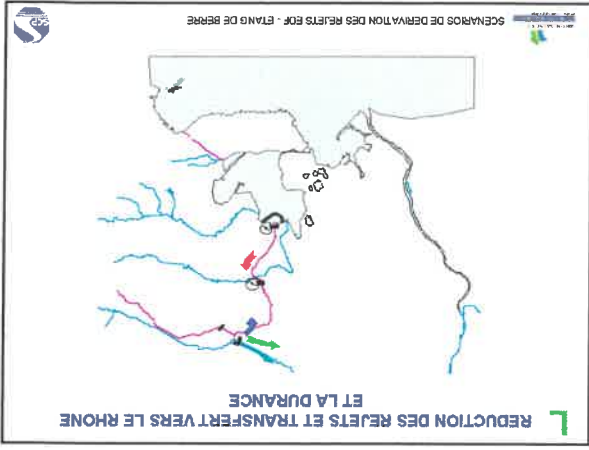 L
REDUCTION DES REJETS ET TRANSFERT VERS LE RHONE
ET LA DURANCE
SCENARIOS DE DERIVATION DES REJETS EDF - ETANG DE BERRE